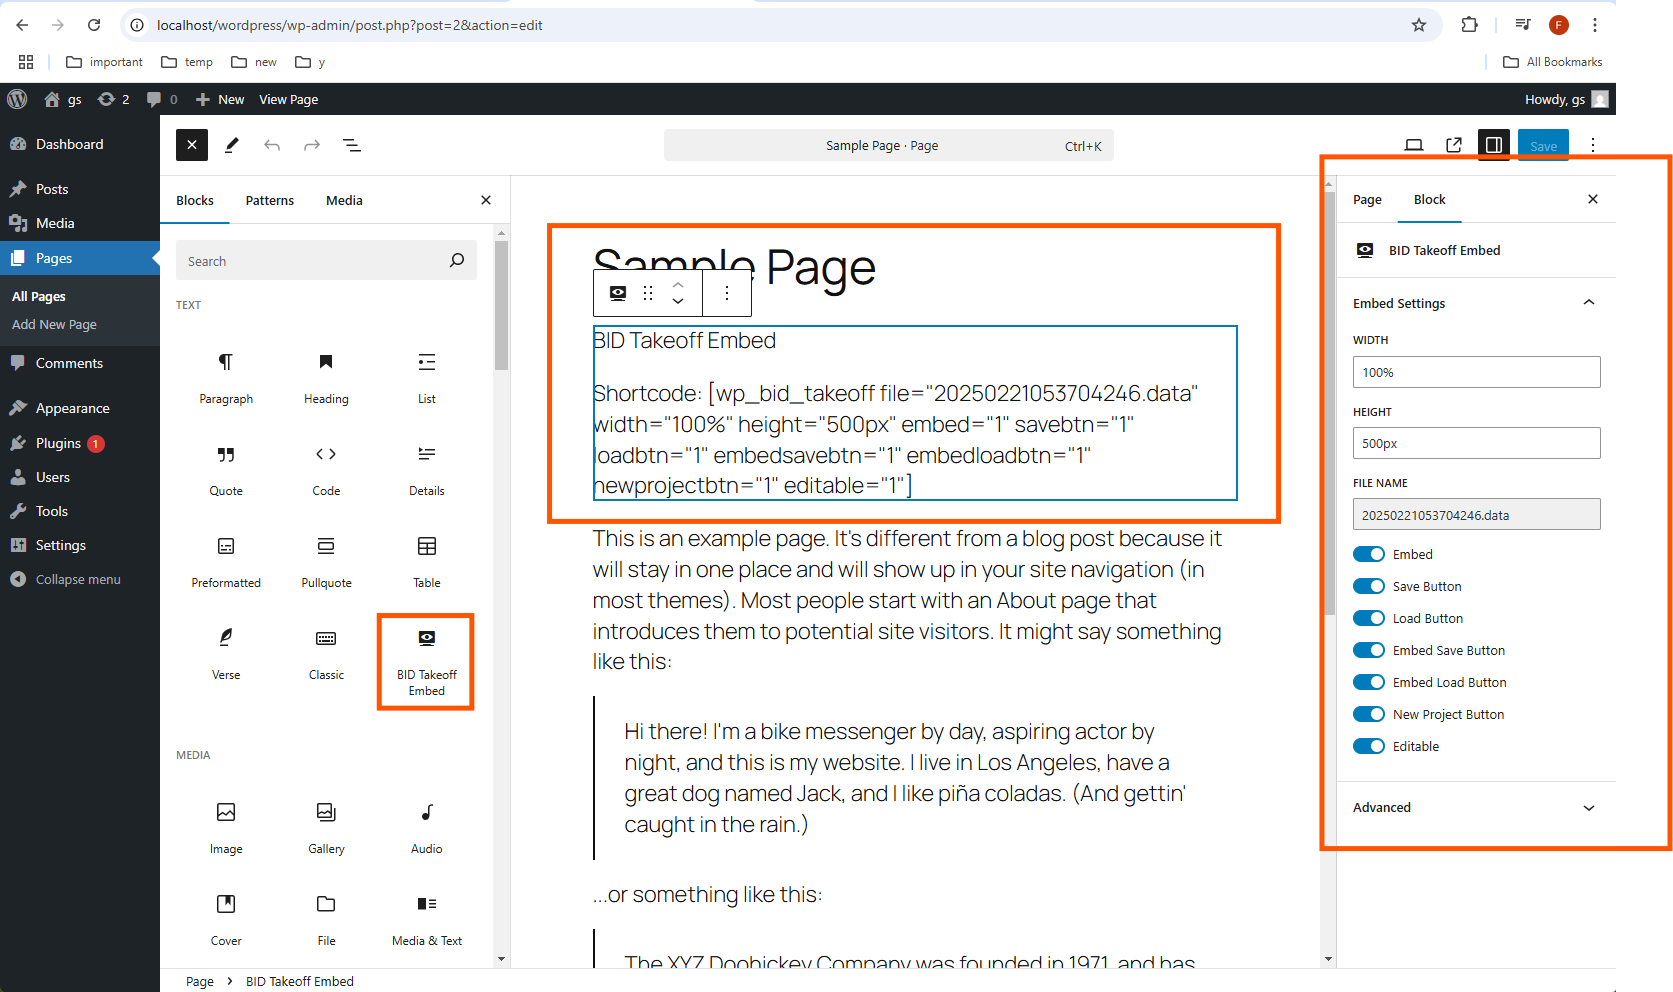 localhost/wordpress/wp-admin/post.php?post=2&action=edit
F
important
temp
new
y
All Bookmarks
gs
2
0
New
View Page
Howdy, gs
Dashboard
Posts
Media
Pages
All Pages
Add New Page
Comments
Appearance
Plugins 1
Users
Tools
Settings
Collapse menu
Sample Page · Page
Ctrl+K
Save
Blocks
Patterns
Media
Search
TEXT
Paragraph
Heading
List
Quote
Code
Details
Preformatted
Pullquote
Table
Verse
Classic
BID Takeoff
Embed
MEDIA
Image
Gallery
Audio
Cover
File
Media & Text
Sample Page
BID Takeoff Embed
Shortcode: [wp_bid_takeoff file="20250221053704246.data"
width="100%" height="500px" embed="1" savebtn="1"
loadbtn="1" embedsavebtn="1" embedloadbtn="1"
newprojectbtn="1" editable="1"]
This is an example page. It's different from a blog post because it
will stay in one place and will show up in your site navigation (in
most themes). Most people start with an About page that
introduces them to potential site visitors. It might say something
like this:
Hi there! I'm a bike messenger by day, aspiring actor by
night, and this is my website. I live in Los Angeles, have a
great dog named Jack, and I like piña coladas. (And gettin'
caught in the rain.)
...or something like this:
The XYZ Doohickey Company was founded in 1971, and has
Page
Block
BID Takeoff Embed
Embed Settings
WIDTH
100%
HEIGHT
500px
FILE NAME
20250221053704246.data
Embed
Save Button
Load Button
Embed Save Button
Embed Load Button
New Project Button
Editable
Advanced
Page
BID Takeoff Embed